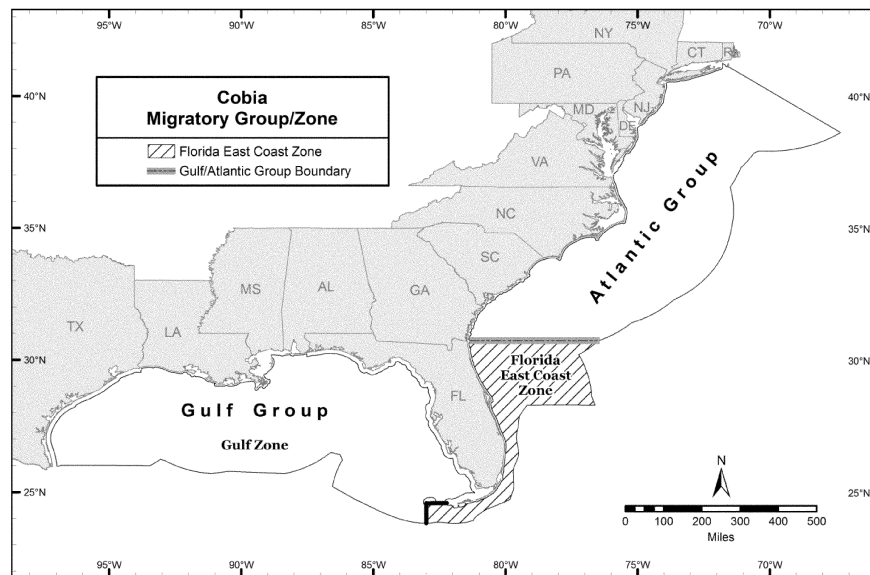 95°W 90°W 85°W 80°W 75°W 70°W
NY
CT
RI
PA
40°N
40°N
NJ
MD
DE
Cobia
Migratory Group/Zone
Florida East Coast Zone
Gulf/Atlantic Group Boundary
VA
Atlantic Group
NC
35°N
35°N
SC
MS
AL
GA
TX
LA
30°N
30°N
Florida
East Coast
Zone
FL
Gulf Group
Gulf Zone
N
25°N
25°N
0 100 200 300 400 500
Miles
95°W 90°W 85°W 80°W 75°W 70°W